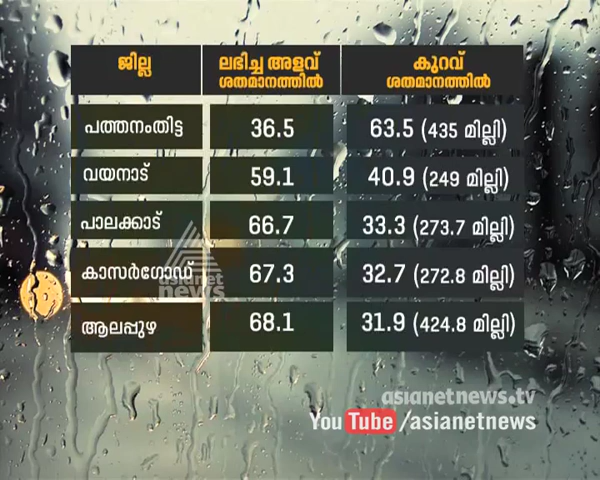 ജില്ല ലഭിച്ച അളവ് കുറവ്
ശതമാനത്തിൽ ശതമാനത്തിൽ
പത്തനംതിട്ട 36.5 63.5 (435 മില്ലി)
വയനാട് 59.1 40.9 (249 മില്ലി)
പാലക്കാട് 66.7 33.3 (273.7 മില്ലി)
കാസർഗോഡ് 67.3 32.7 (272.8 മില്ലി)
ആലപ്പുഴ 68.1 31.9 (424.8 മില്ലി)
asianet
news
asianetnews.tv
YouTube /asianetnews